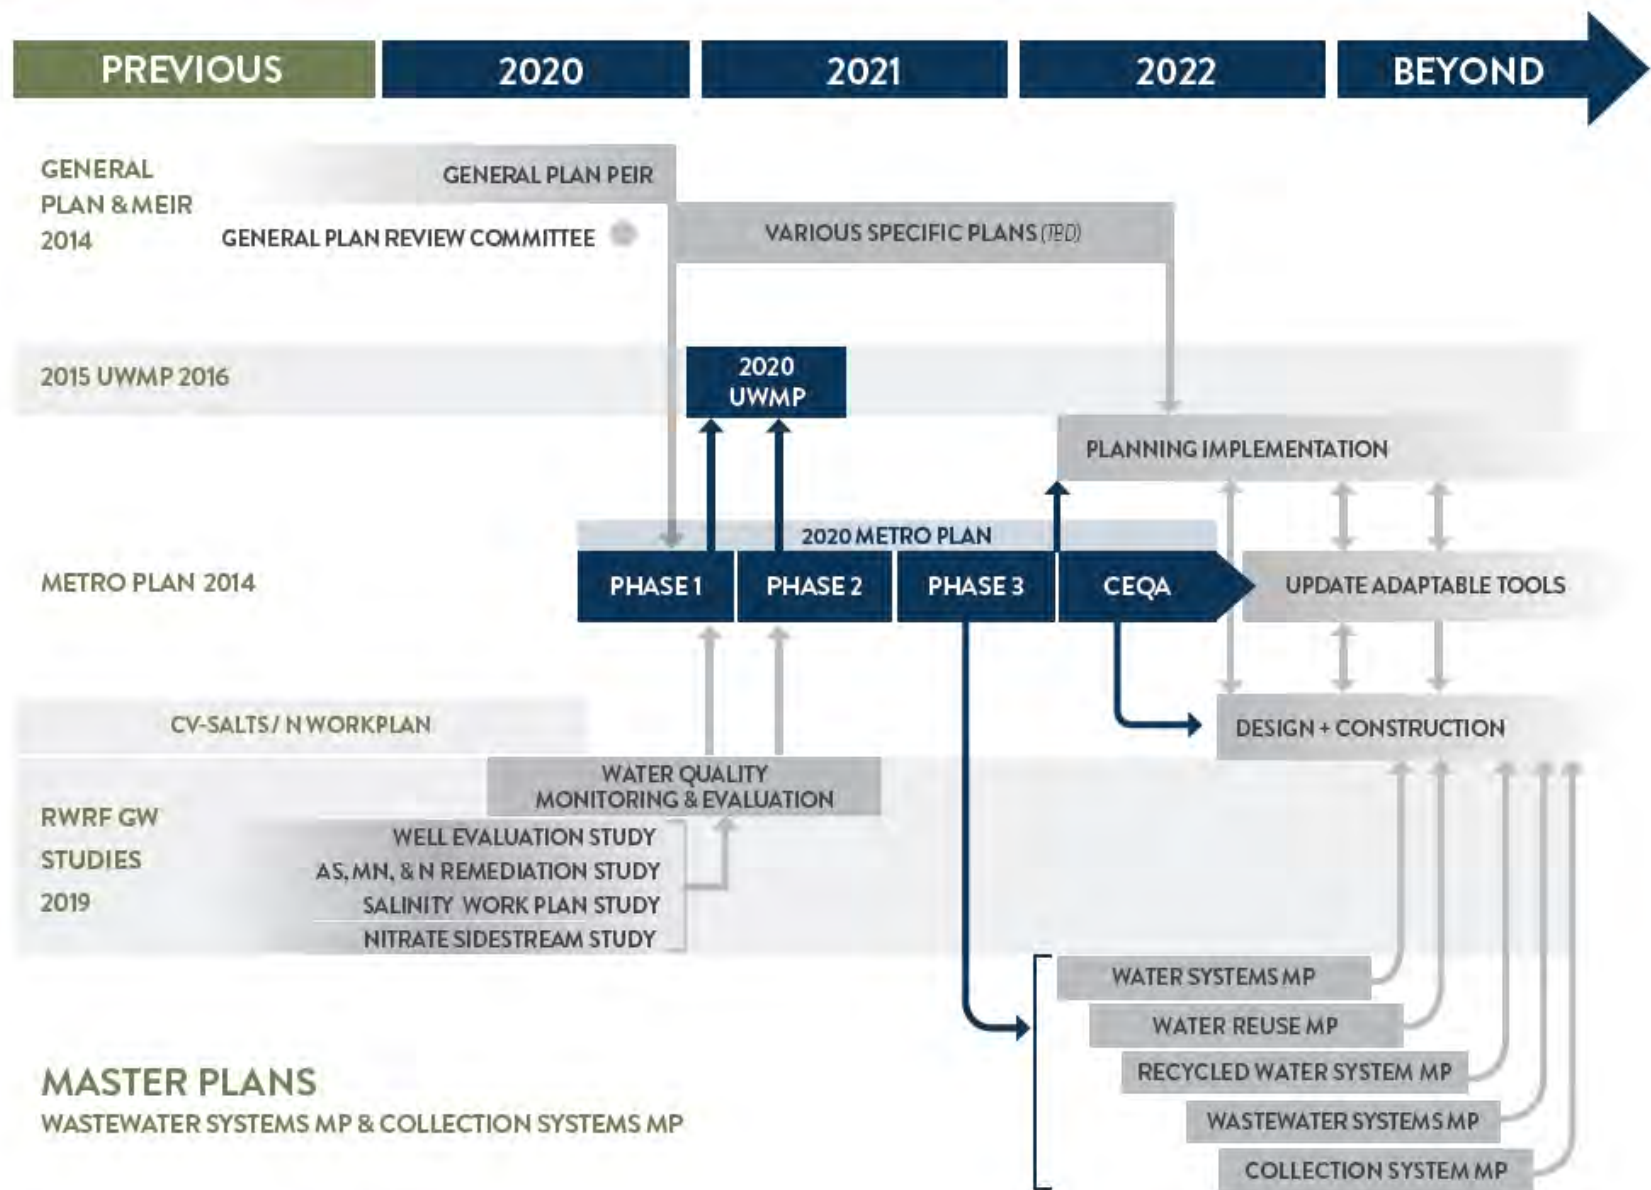 PREVIOUS
2020
2021
2022
BEYOND
GENERAL
PLAN & MEIR
2014
GENERAL PLAN PEIR
GENERAL PLAN REVIEW COMMITTEE
VARIOUS SPECIFIC PLANS (TBD)
2015 UWMP 2016
2020
UWMP
PLANNING IMPLEMENTATION
2020 METRO PLAN
METRO PLAN 2014
PHASE 1
PHASE 2
PHASE 3
CEQA
UPDATE ADAPTABLE TOOLS
CV-SALTS / N WORKPLAN
DESIGN + CONSTRUCTION
WATER QUALITY
MONITORING & EVALUATION
RWRF GW
STUDIES
2019
WELL EVALUATION STUDY
AS, MN, & N REMEDIATION STUDY
SALINITY WORK PLAN STUDY
NITRATE SIDESTREAM STUDY
WATER SYSTEMS MP
WATER REUSE MP
RECYCLED WATER SYSTEM MP
WASTEWATER SYSTEMS MP
COLLECTION SYSTEM MP
MASTER PLANS
WASTEWATER SYSTEMS MP & COLLECTION SYSTEMS MP